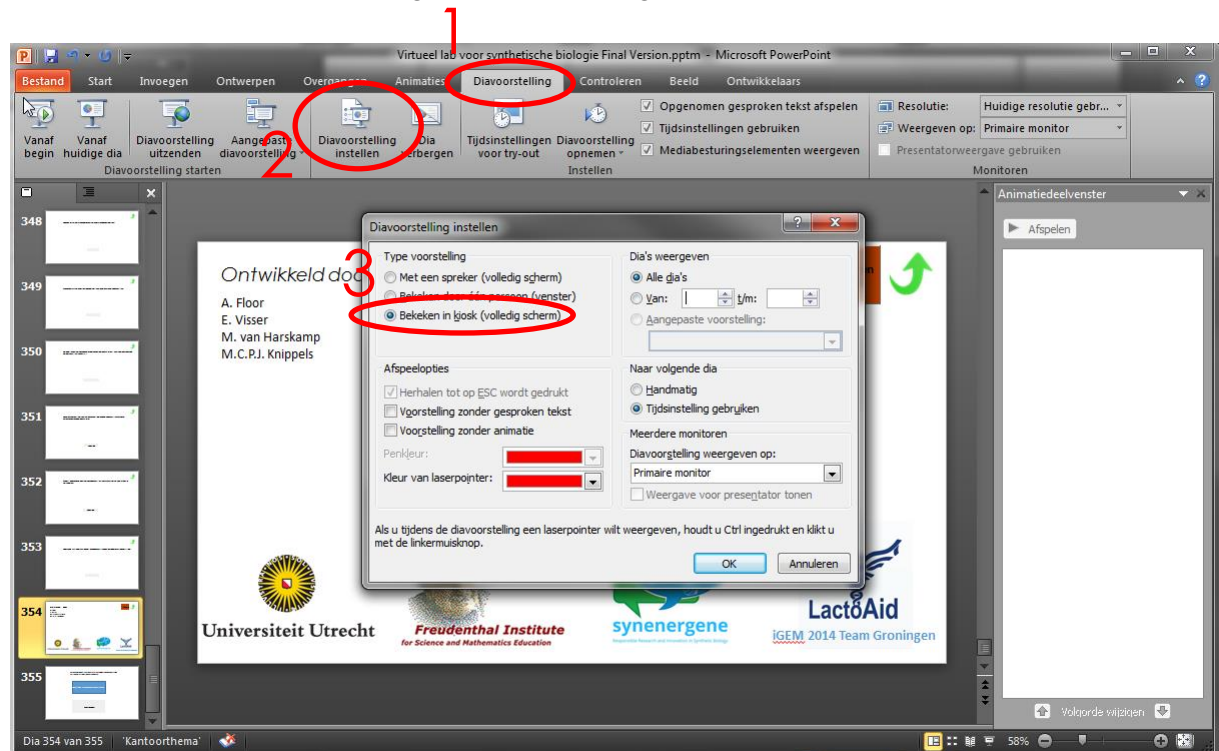 1
Virtueel lab voor synthetische biologie Final Version.pptm - Microsoft PowerPoint
Bestand Start Invoegen Ontwerpen Overgangen Animaties Diavoorstelling Controleren Beeld Ontwikkelaars
Vanaf begin
Vanaf huidige dia
Diavoorstelling uitzenden
Aangepaste diavoorstelling
2
Diavoorstelling instellen
Dia verbergen
Tijdsinstellingen voor try-out
Diavoorstelling opnemen
Opgenomen gesproken tekst afspelen
Tijdsinstellingen gebruiken
Mediabesturingselementen weergeven
Resolutie: Huidige resolutie gebr...
Weergeven op: Primaire monitor
Presentatorweergave gebruiken
Diavoorstelling starten
Instellen
Monitoren
348
349
350
351
352
353
354
355
Ontwikkeld doo
A. Floor
E. Visser
M. van Harskamp
M.C.P.J. Knippels
Diavoorstelling instellen
Type voorstelling
3
Met een spreker (volledig scherm)
Bekeken door één persoon (venster)
Bekeken in kiosk (volledig scherm)
Afspeelopties
Herhalen tot op ESC wordt gedrukt
Voorstelling zonder gesproken tekst
Voorstelling zonder animatie
Penkleur:
Kleur van laserpointer:
Dia's weergeven
Alle dia's
Van: t/m:
Aangepaste voorstelling:
Naar volgende dia
Handmatig
Tijdsinstelling gebruiken
Meerdere monitoren
Diavoorstelling weergeven op:
Primaire monitor
Weergave voor presentator tonen
Als u tijdens de diavoorstelling een laserpointer wilt weergeven, houdt u Ctrl ingedrukt en klikt u
met de linkermuisknop.
OK Annuleren
Universiteit Utrecht
Freudenthal Institute
for Science and Mathematics Education
synenergene
Responsible Research and Innovation in Synthetic Biology
LactoAid
iGEM 2014 Team Groningen
Animatiedeelvenster
Afspelen
Volgorde wijzigen
Dia 354 van 355 'Kantoorthema' 58%